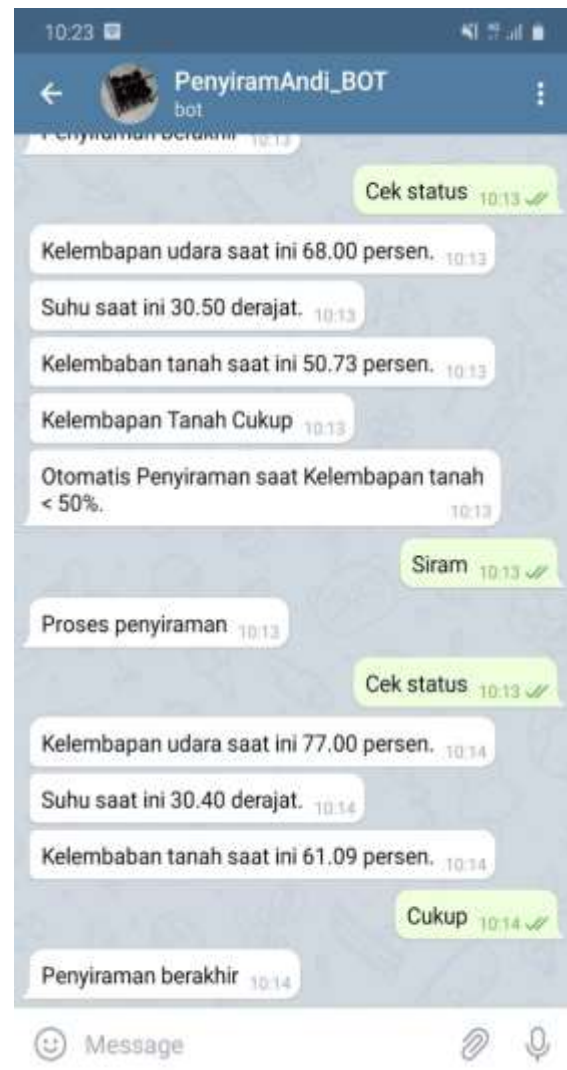 10:23
PenyiramAndi_BOT
bot
Penyiraman berakhir 10:13
Cek status 10:13
Kelembapan udara saat ini 68.00 persen. 10:13
Suhu saat ini 30.50 derajat. 10:13
Kelembaban tanah saat ini 50.73 persen. 10:13
Kelembapan Tanah Cukup 10:13
Otomatis Penyiraman saat Kelembapan tanah
< 50%. 10:13
Siram 10:13
Proses penyiraman 10:13
Cek status 10:13
Kelembapan udara saat ini 77.00 persen. 10:14
Suhu saat ini 30.40 derajat. 10:14
Kelembaban tanah saat ini 61.09 persen. 10:14
Cukup 10:14
Penyiraman berakhir 10:14
Message